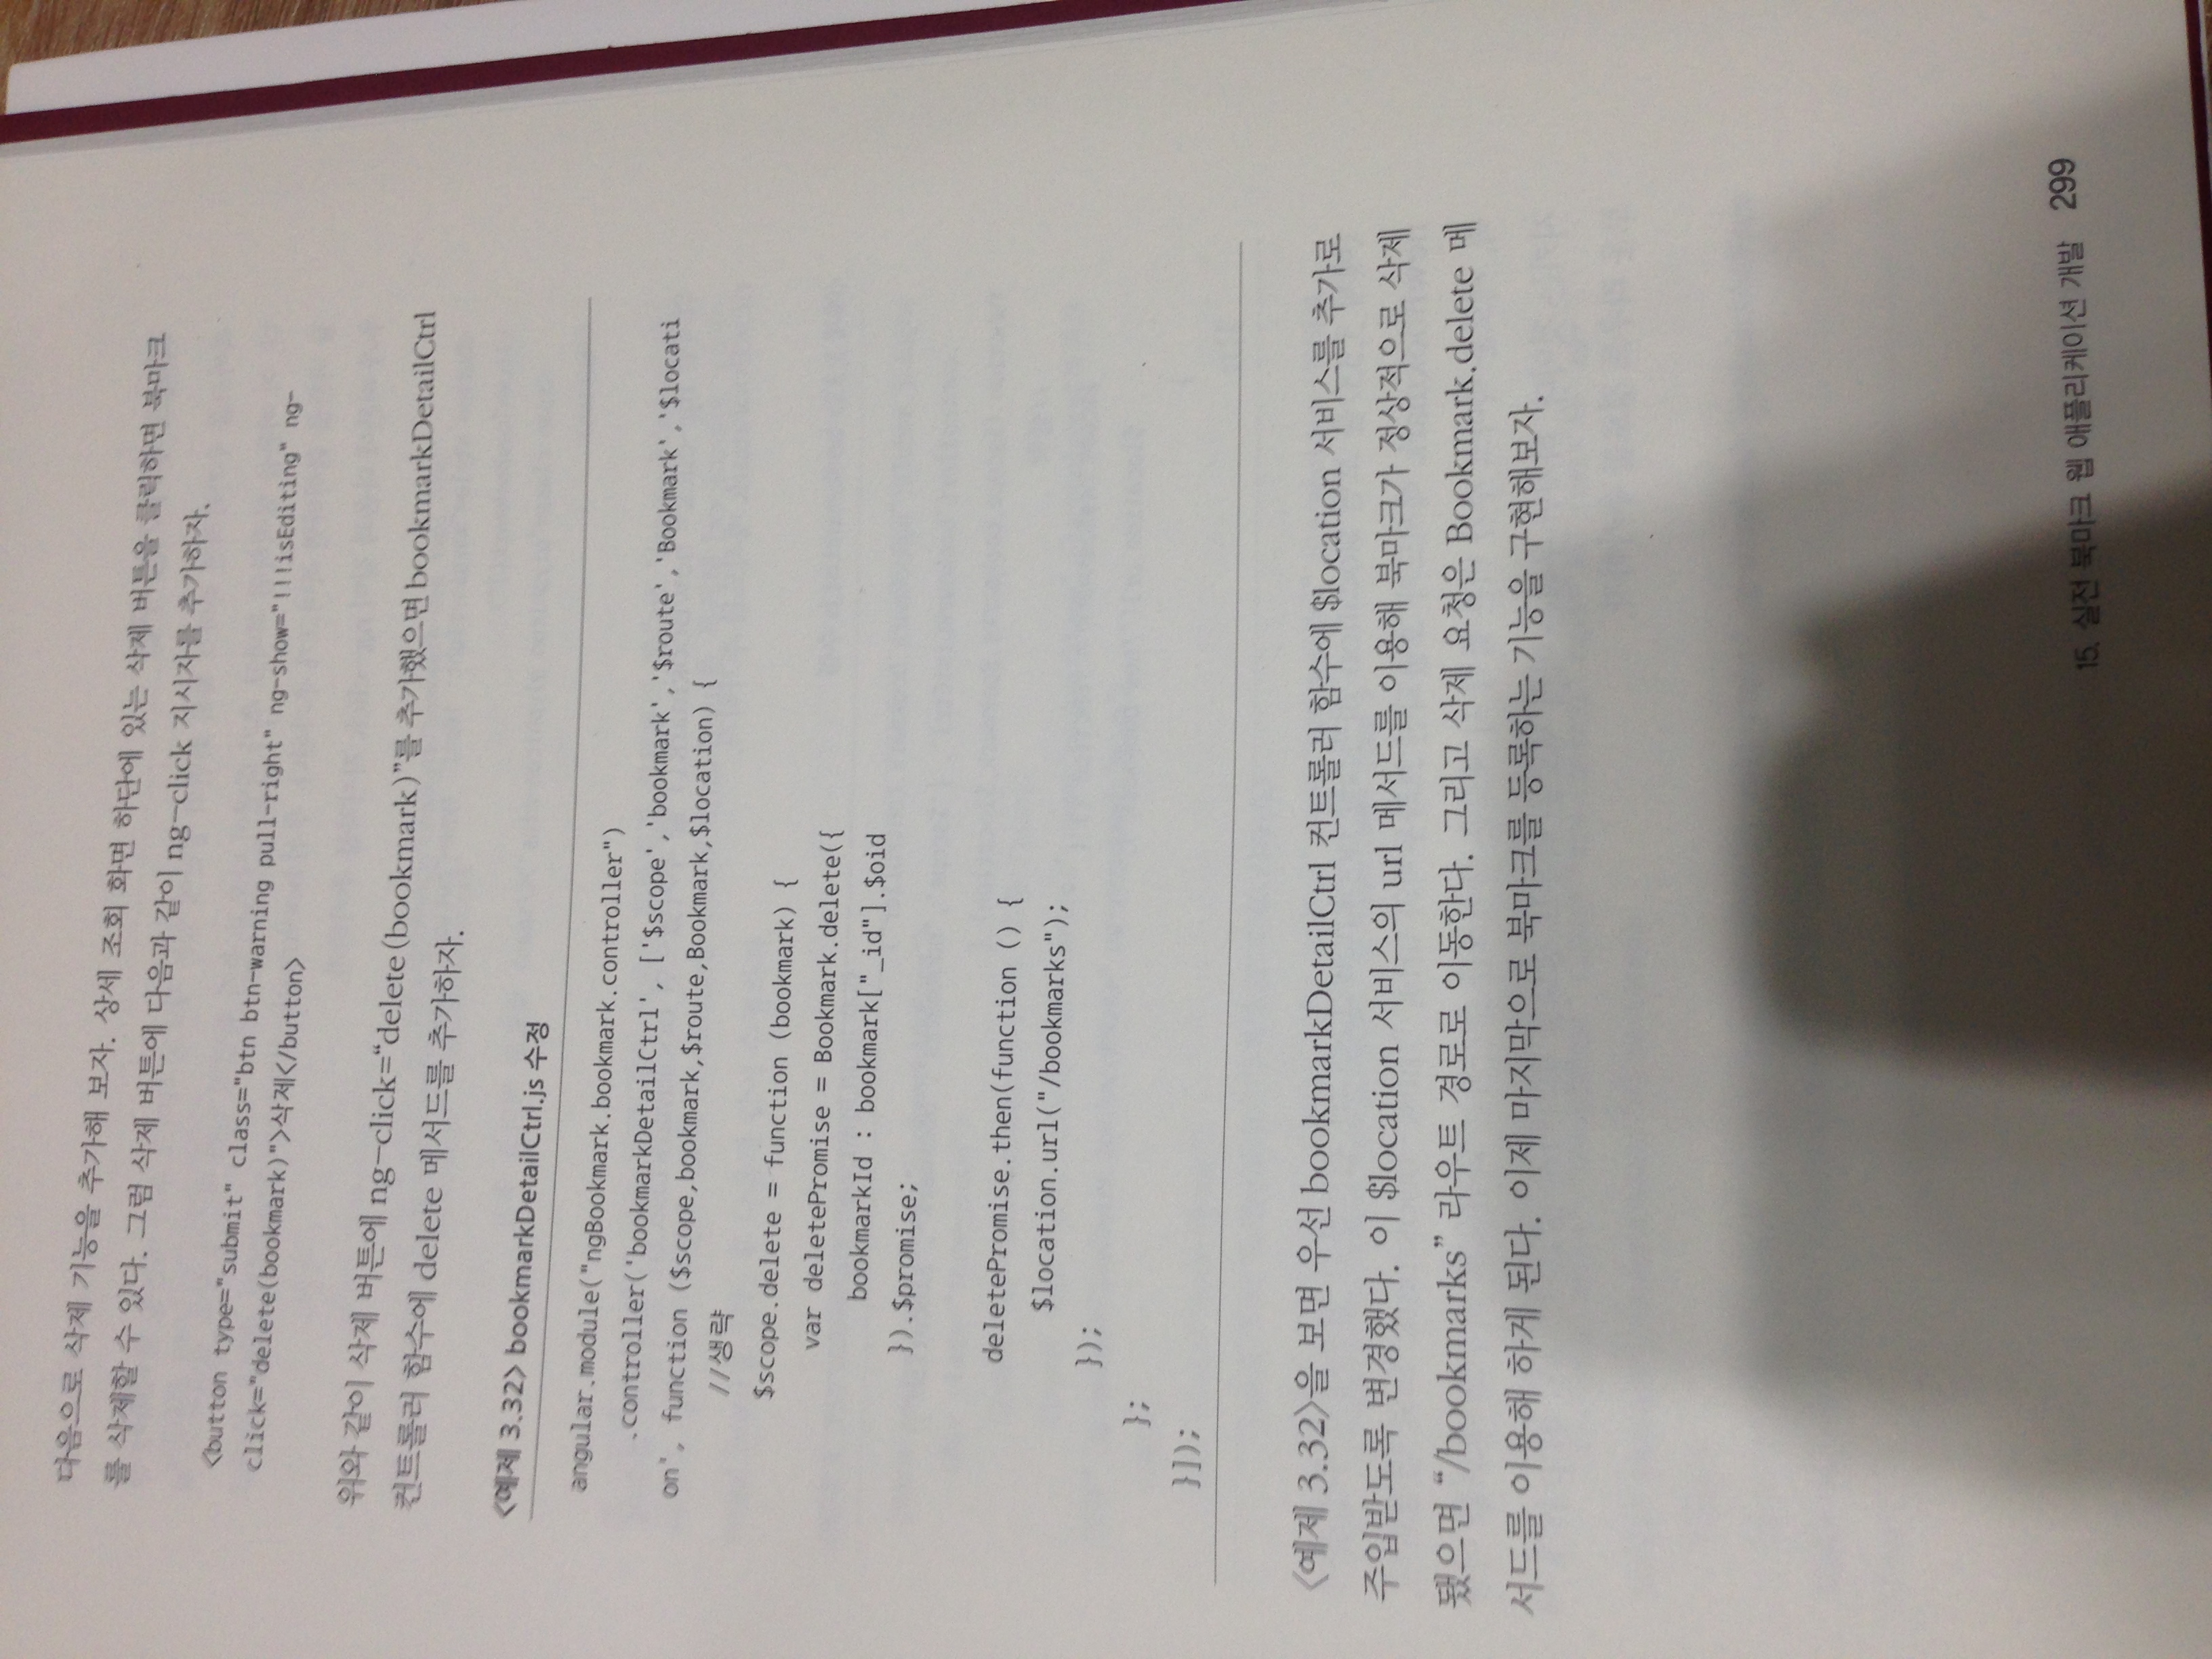 다음으로 삭제 기능을 추가해 보자. 상세 조회 화면 하단에 있는 삭제 버튼을 클릭하면 북마크
를 삭제할 수 있다. 그럼 삭제 버튼에 다음과 같이 ng-click 지시자를 추가하자.
<button type="submit" class="btn btn-warning pull-right" ng-show="!!!isEditing" ng-
click="delete(bookmark)">삭제</button>
위와 같이 삭제 버튼에 ng-click=“delete(bookmark)”를 추가했으면 bookmarkDetailCtrl
컨트롤러 함수에 delete 메서드를 추가하자.
<예제 3.32> bookmarkDetailCtrl.js 수정
angular.module("ngBookmark.bookmark.controller")
.controller('bookmarkDetailCtrl', ['$scope','bookmark','$route','Bookmark','$locati
on', function ($scope,bookmark,$route,Bookmark,$location) {
//생략
$scope.delete = function (bookmark) {
var deletePromise = Bookmark.delete({
bookmarkId : bookmark["_id"].$oid
}).$promise;
deletePromise.then(function () {
$location.url("/bookmarks");
});
};
}]);
<예제 3.32>을 보면 우선 bookmarkDetailCtrl 컨트롤러 함수에 $location 서비스를 추가로
주입받도록 변경했다. 이 $location 서비스의 url 메서드를 이용해 북마크가 정상적으로 삭제
됐으면 “/bookmarks” 라우트 경로로 이동한다. 그리고 삭제 요청은 Bookmark.delete 메
서드를 이용해 하게 된다. 이제 마지막으로 북마크를 등록하는 기능을 구현해보자.
15. 실전 북마크 웹 애플리케이션 개발 299